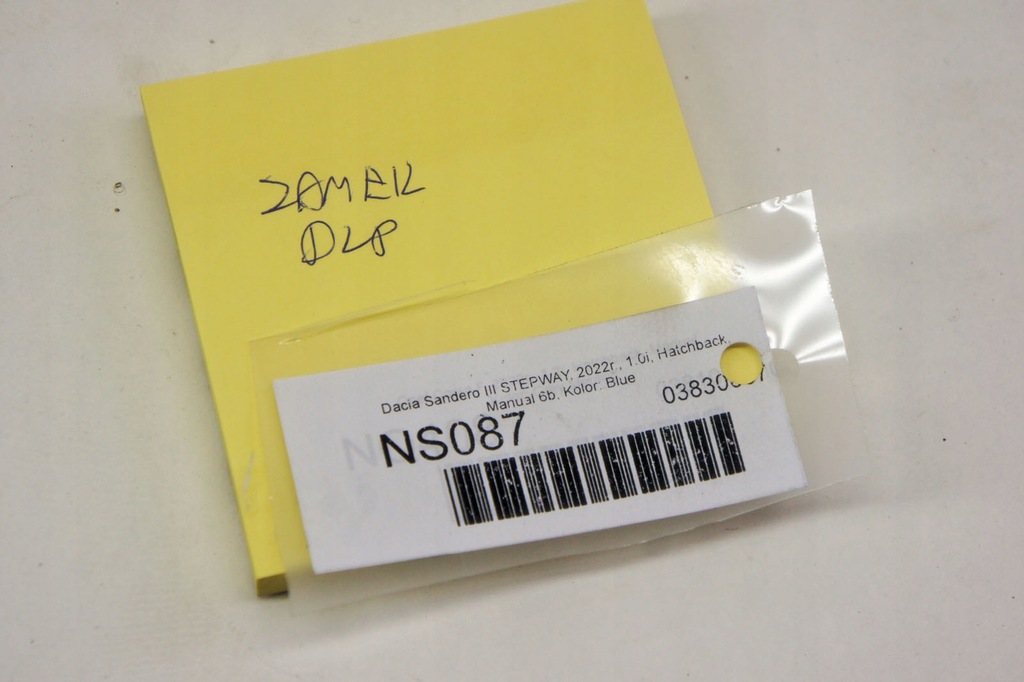 ZAMEK
DLP
Dacia Sandero III STEPWAY, 2022r., 1.0i, Hatchback,
Manual 6b, Kolor: Blue
NS087